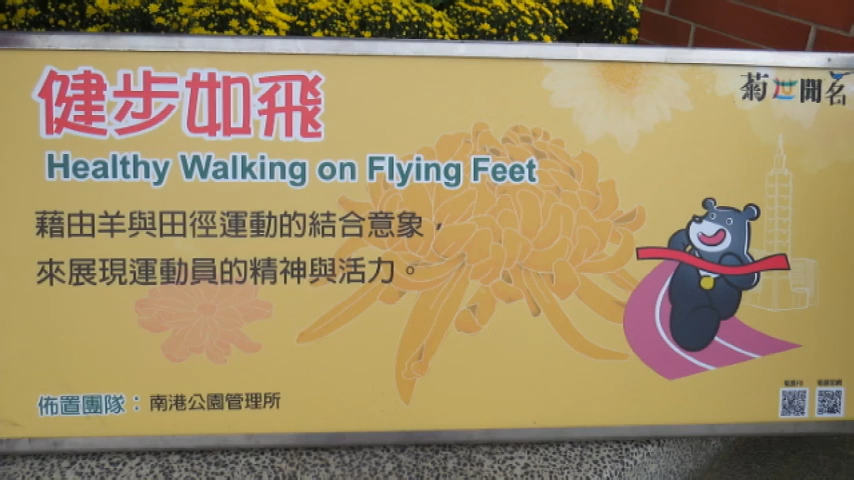 健步如飛
菊世聞名
Healthy Walking on Flying Feet
藉由羊與田徑運動的結合意象，
來展現運動員的精神與活力。
佈置團隊：南港公園管理所